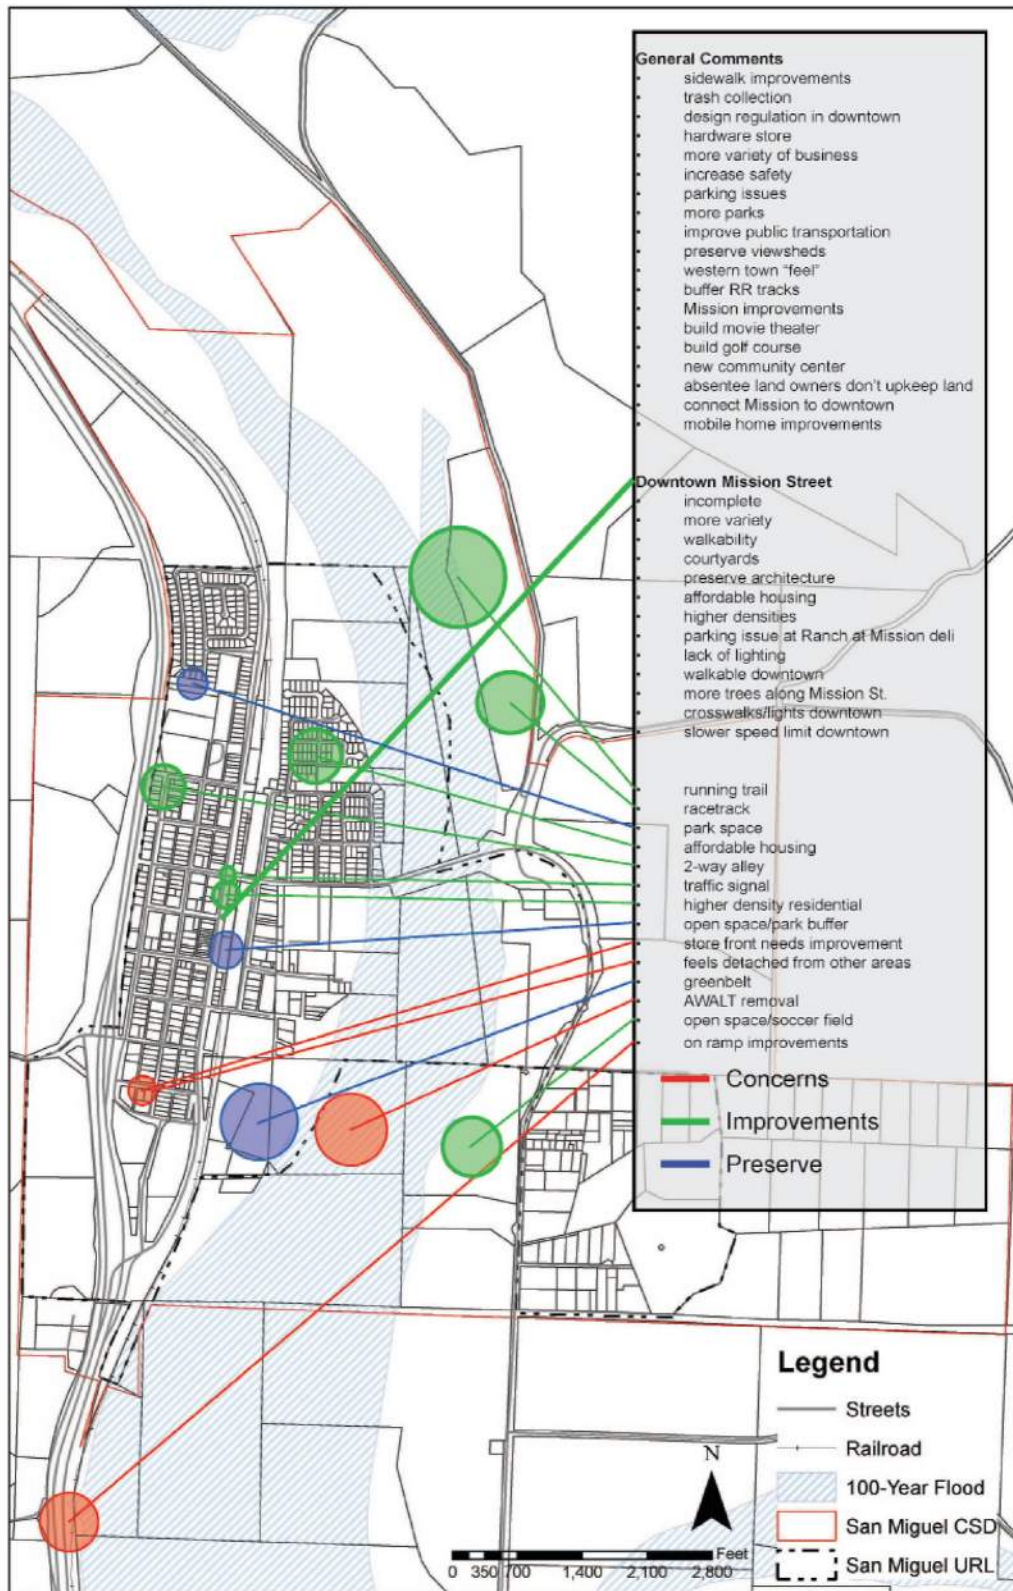 General Comments
sidewalk improvements
trash collection
design regulation in downtown
hardware store
more variety of business
increase safety
parking issues
more parks
improve public transportation
preserve viewsheds
western town "feel"
buffer RR tracks
Mission improvements
build movie theater
build golf course
new community center
absentee land owners don't upkeep land
connect Mission to downtown
mobile home improvements
Downtown Mission Street
incomplete
more variety
walkability
courtyards
preserve architecture
affordable housing
higher densities
parking issue at Ranch at Mission deli
lack of lighting
walkable downtown
more trees along Mission St.
crosswalks/lights downtown
slower speed limit downtown
running trail
racetrack
park space
affordable housing
2-way alley
traffic signal
higher density residential
open space/park buffer
store front needs improvement
feels detached from other areas
greenbelt
AWALT removal
open space/soccer field
on ramp improvements
Concerns
Improvements
Preserve
Legend
Streets
Railroad
100-Year Flood
San Miguel CSD
San Miguel URL
N
Feet
0 350 700 1,400 2,100 2,800